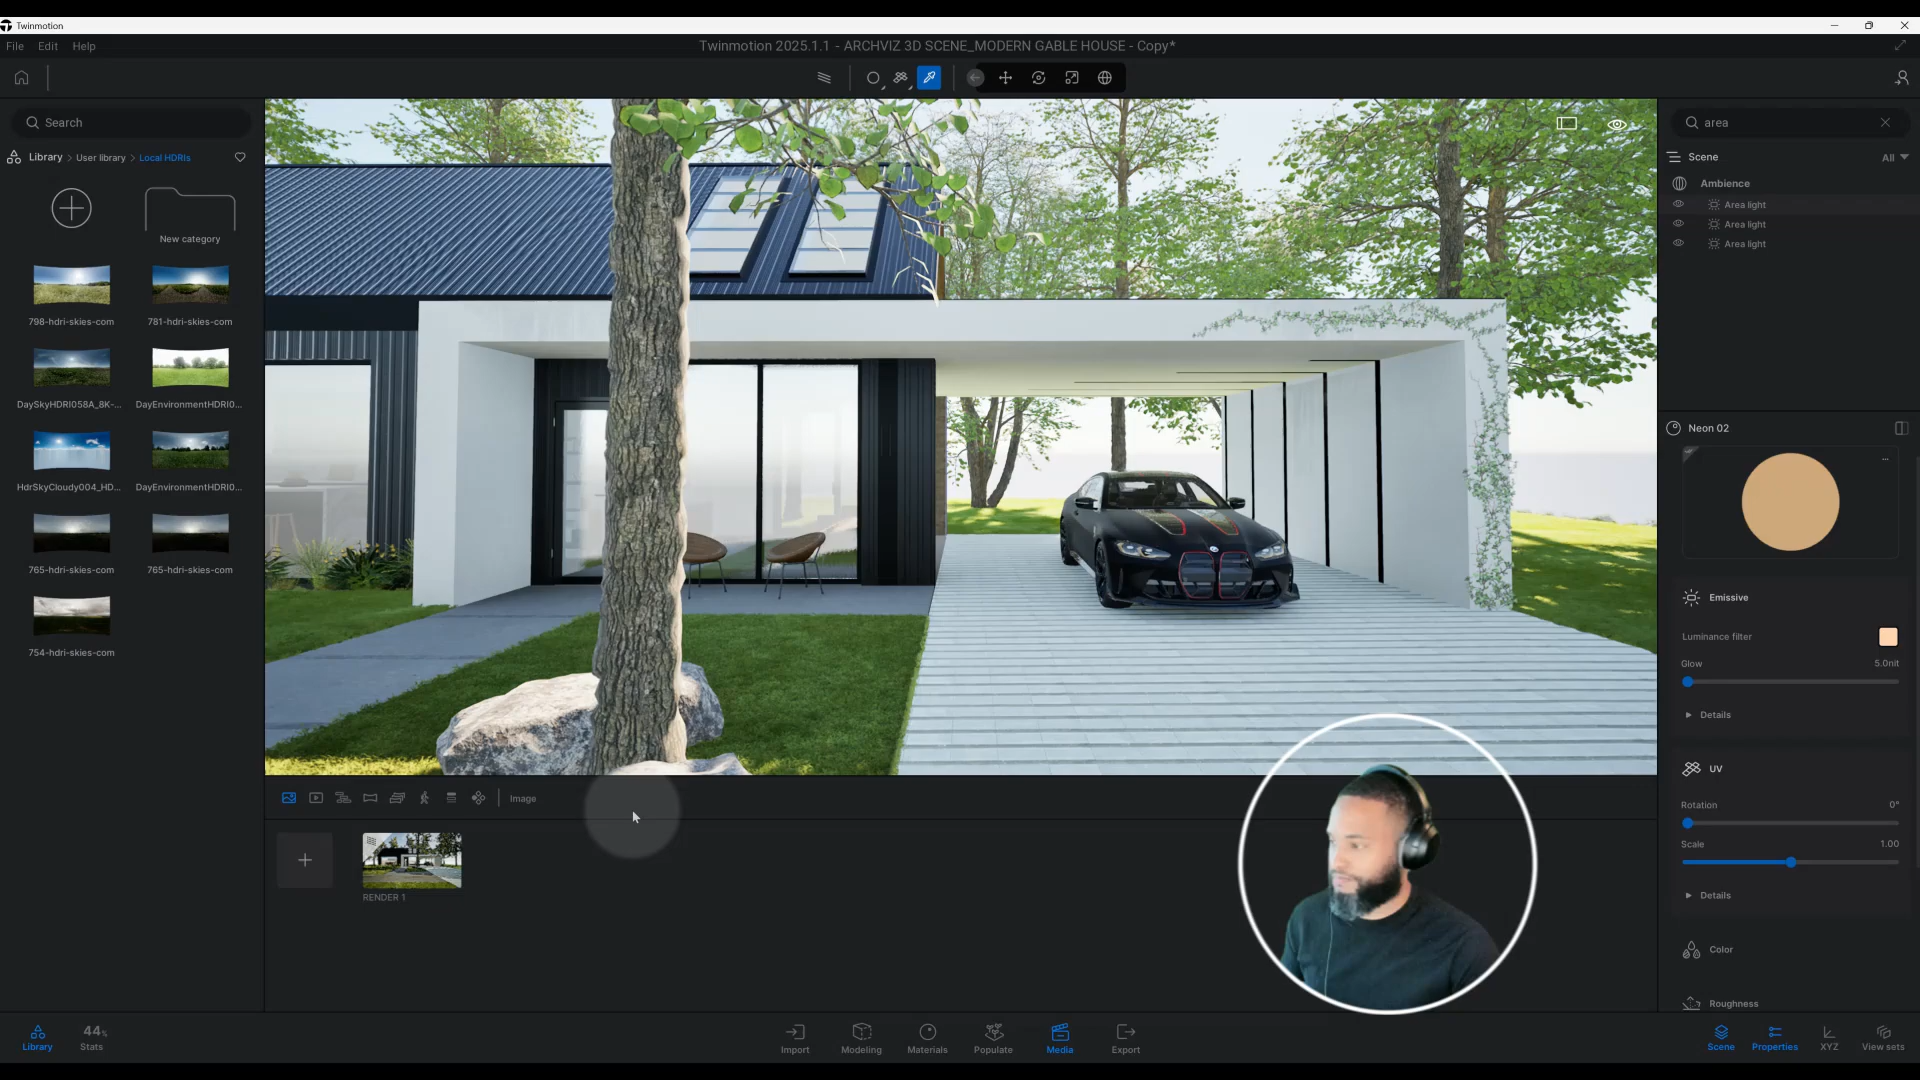 Twinmotion
File Edit Help
Twinmotion 2025.1.1 - ARCHVIZ 3D SCENE_MODERN GABLE HOUSE - Copy*
Search
Library > User library > Local HDRIs
New category
798-hdri-skies-com
781-hdri-skies-com
DaySkyHDRI058A_8K-...
DayEnvironmentHDRI0...
HdrSkyCloudy004_HD...
DayEnvironmentHDRI0...
765-hdri-skies-com
765-hdri-skies-com
754-hdri-skies-com
area
Scene
All
Ambience
Area light
Area light
Area light
Neon 02
Emissive
Luminance filter
Glow 5.0nit
Details
UV
Rotation 0°
Scale 1.00
Details
Color
Roughness
Image
RENDER 1
Library
44%
Stats
Import
Modeling
Materials
Populate
Media
Export
Scene
Properties
XYZ
View sets